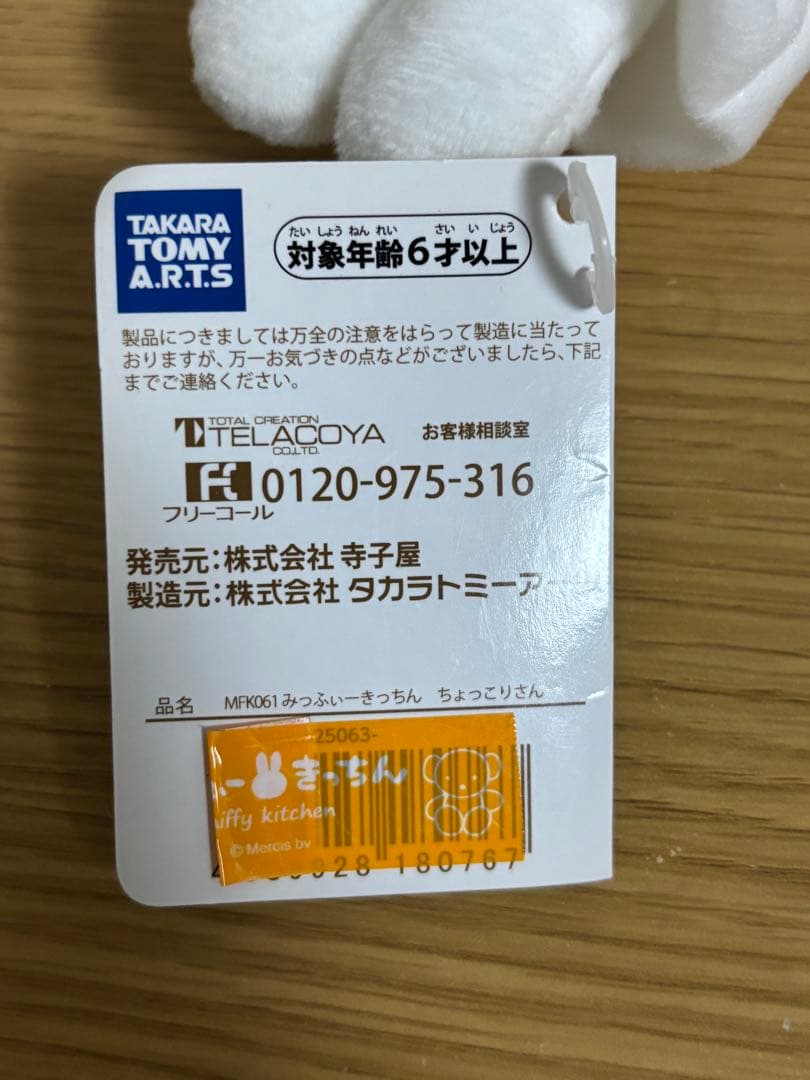 TAKARA
TOMY
A.R.T.S
たいしょうねんれい さいいじょう
対象年齢6才以上
製品につきましては万全の注意をはらって製造に当たって
おりますが、万一お気づきの点などがございましたら、下記
までご連絡ください。
TOTAL CREATION
TELACOYA
CO.,LTD.
お客様相談室
フリーコール
0120-975-316
発売元:株式会社 寺子屋
製造元:株式会社 タカラトミーアーツ
品名 MFK061 みっふぃーきっちん ちょっこりさん
25063-
ーきっちん
iffy kitchen
© Mercis bv
928 180767